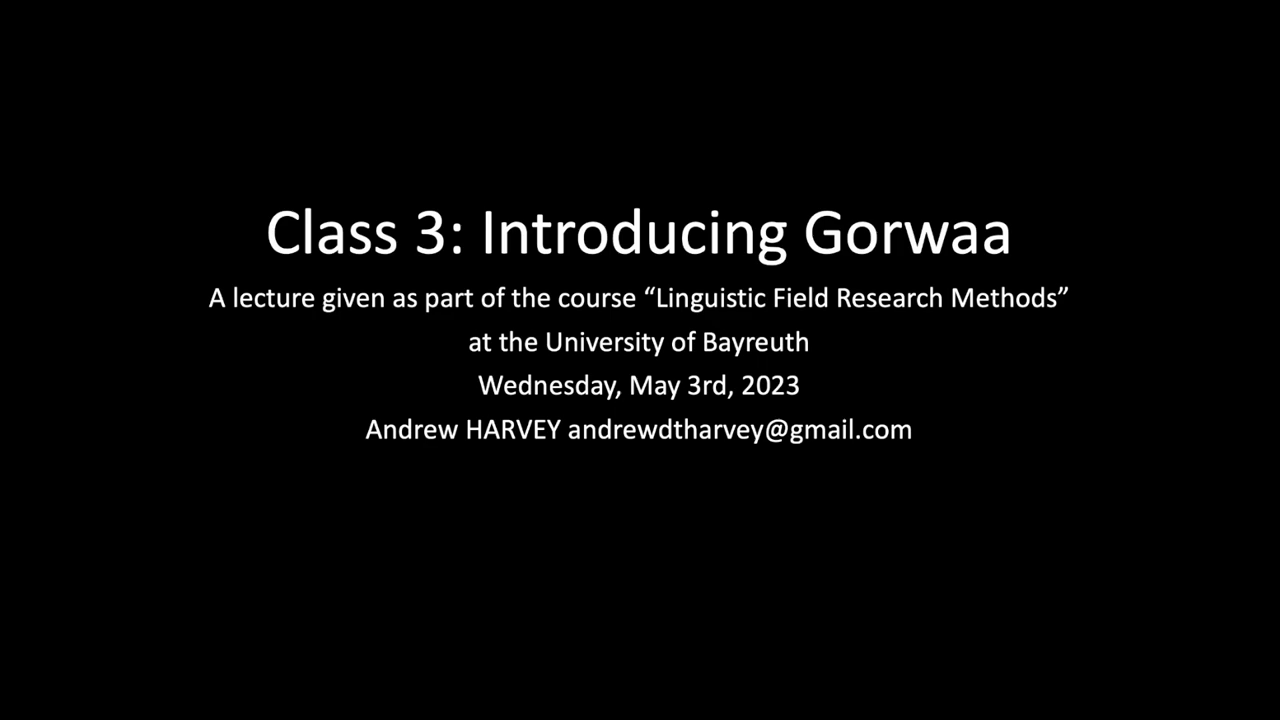 Class 3: Introducing Gorwaa
A lecture given as part of the course “Linguistic Field Research Methods”
at the University of Bayreuth
Wednesday, May 3rd, 2023
Andrew HARVEY andrewdtharvey@gmail.com